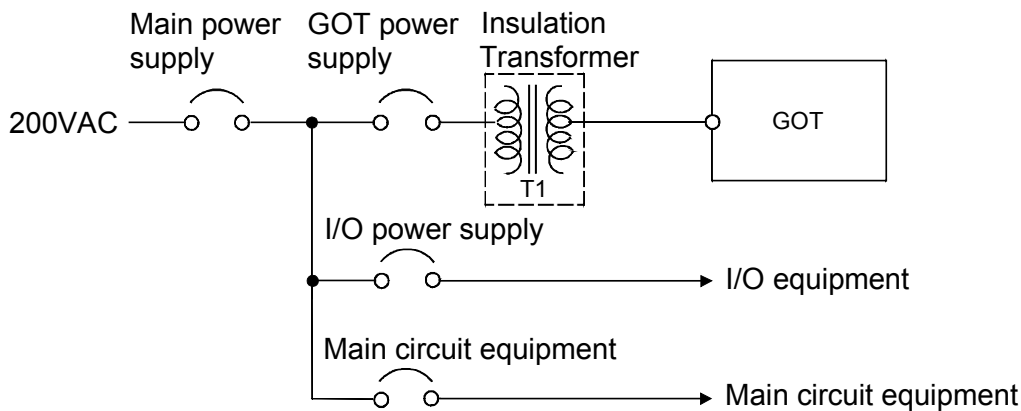 Main power
supply
GOT power
supply
Insulation
Transformer
200VAC
GOT
T1
I/O power supply
I/O equipment
Main circuit equipment
Main circuit equipment